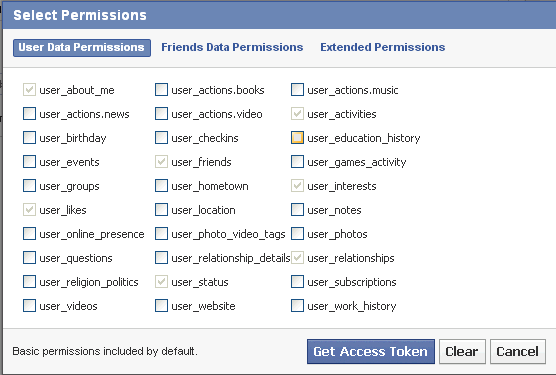 Select Permissions
User Data Permissions Friends Data Permissions Extended Permissions
user_about_me user_actions.books user_actions.music
user_actions.news user_actions.video user_activities
user_birthday user_checkins user_education_history
user_events user_friends user_games_activity
user_groups user_hometown user_interests
user_likes user_location user_notes
user_online_presence user_photo_video_tags user_photos
user_questions user_relationship_details user_relationships
user_religion_politics user_status user_subscriptions
user_videos user_website user_work_history
Basic permissions included by default. Get Access Token Clear Cancel